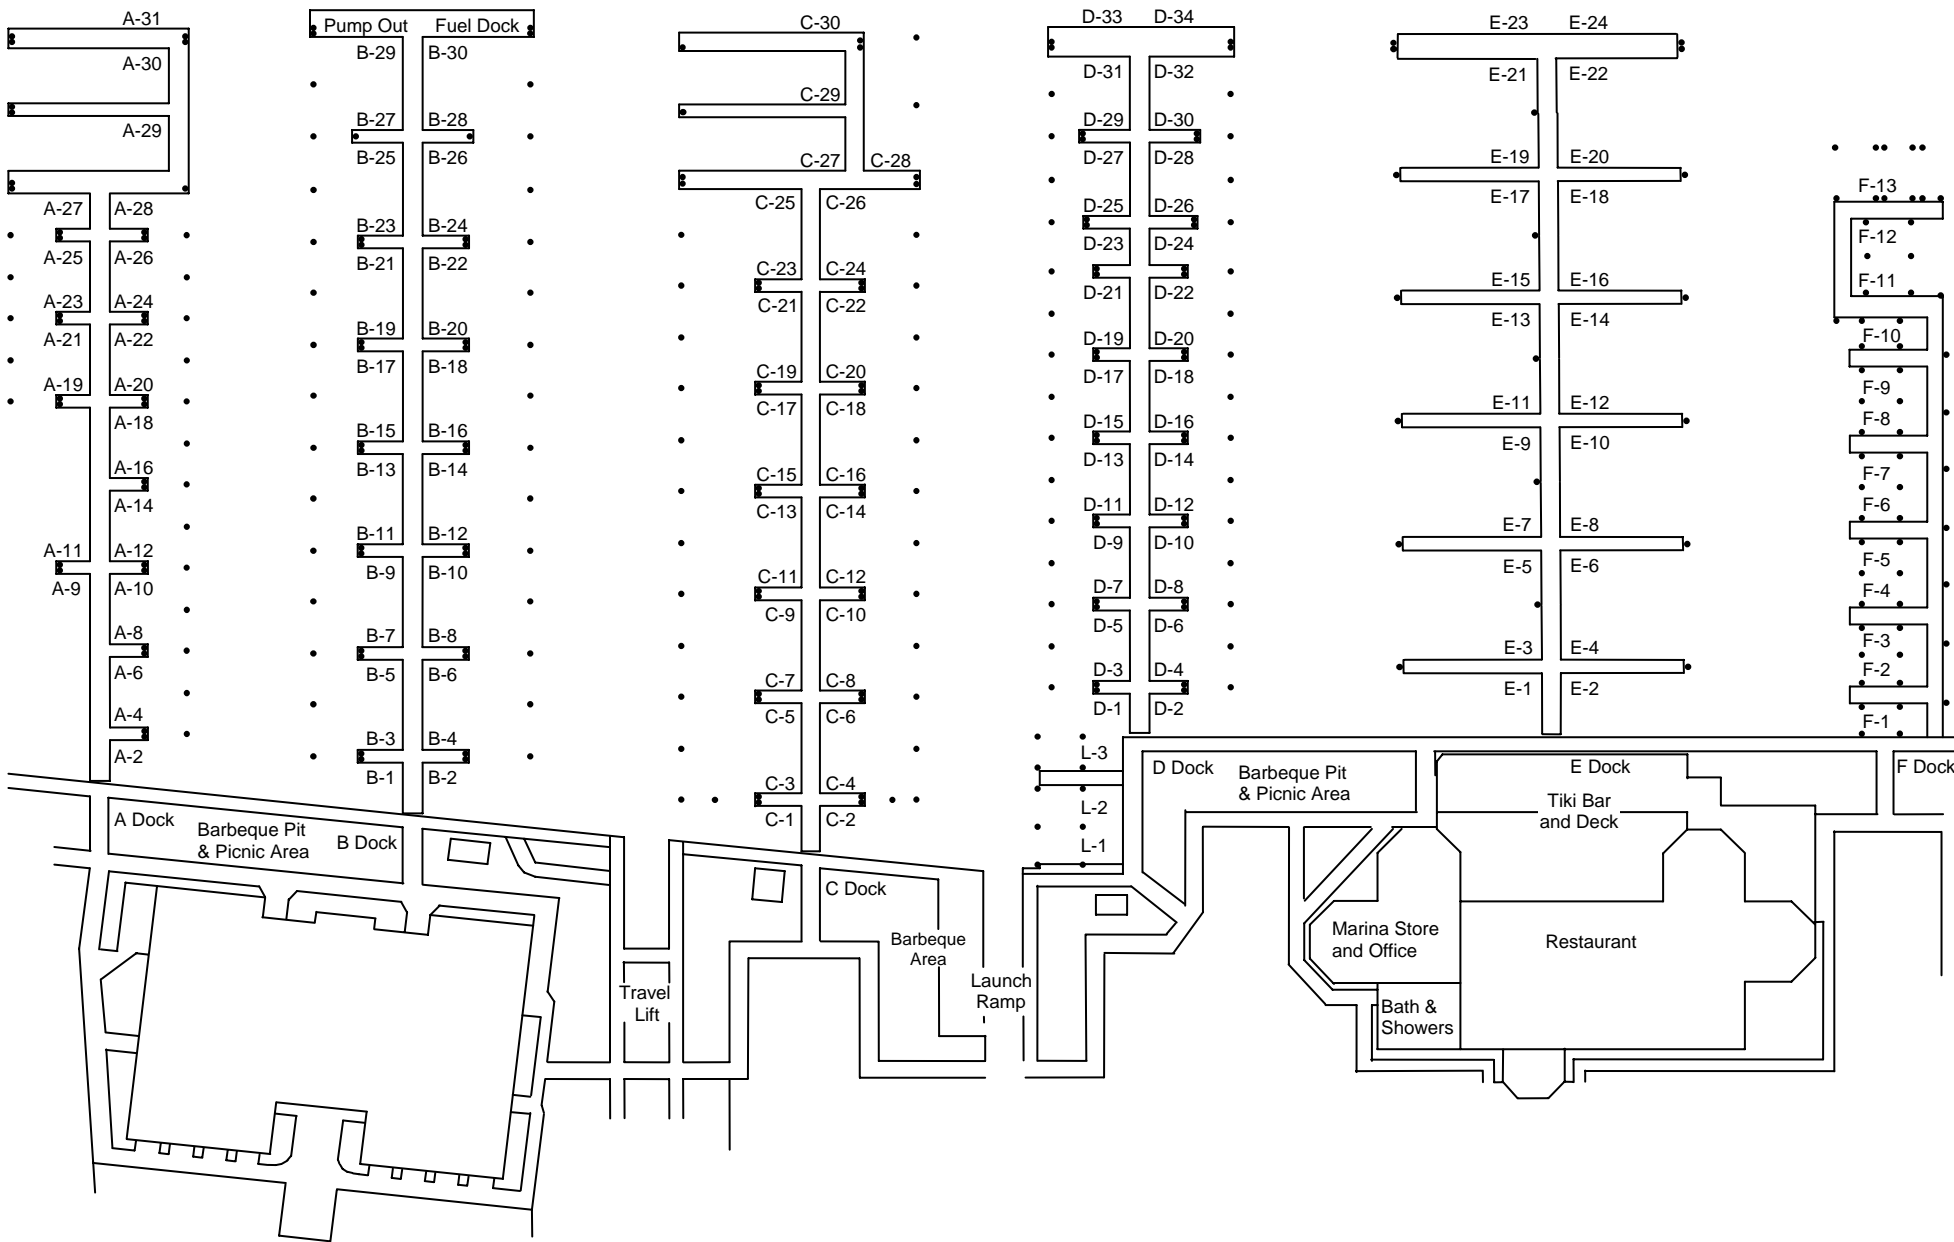 A-31
A-30
A-29
A-27 A-28
A-25 A-26
A-23 A-24
A-21 A-22
A-19 A-20
A-18
A-16
A-14
A-11 A-12
A-9 A-10
A-8
A-6
A-4
A-2
Pump Out Fuel Dock
B-29 B-30
B-27 B-28
B-25 B-26
B-23 B-24
B-21 B-22
B-19 B-20
B-17 B-18
B-15 B-16
B-13 B-14
B-11 B-12
B-9 B-10
B-7 B-8
B-5 B-6
B-3 B-4
B-1 B-2
C-30
C-29
C-27 C-28
C-25 C-26
C-23 C-24
C-21 C-22
C-19 C-20
C-17 C-18
C-15 C-16
C-13 C-14
C-11 C-12
C-9 C-10
C-7 C-8
C-5 C-6
C-3 C-4
C-1 C-2
D-33 D-34
D-31 D-32
D-29 D-30
D-27 D-28
D-25 D-26
D-23 D-24
D-21 D-22
D-19 D-20
D-17 D-18
D-15 D-16
D-13 D-14
D-11 D-12
D-9 D-10
D-7 D-8
D-5 D-6
D-3 D-4
D-1 D-2
L-3
L-2
L-1
E-23 E-24
E-21 E-22
E-19 E-20
E-17 E-18
E-15 E-16
E-13 E-14
E-11 E-12
E-9 E-10
E-7 E-8
E-5 E-6
E-3 E-4
E-1 E-2
F-13
F-12
F-11
F-10
F-9
F-8
F-7
F-6
F-5
F-4
F-3
F-2
F-1
A Dock
Barbeque Pit
& Picnic Area
B Dock
Travel
Lift
C Dock
Barbeque
Area
Launch
Ramp
D Dock
Barbeque Pit
& Picnic Area
E Dock
Tiki Bar
and Deck
F Dock
Marina Store
and Office
Restaurant
Bath &
Showers